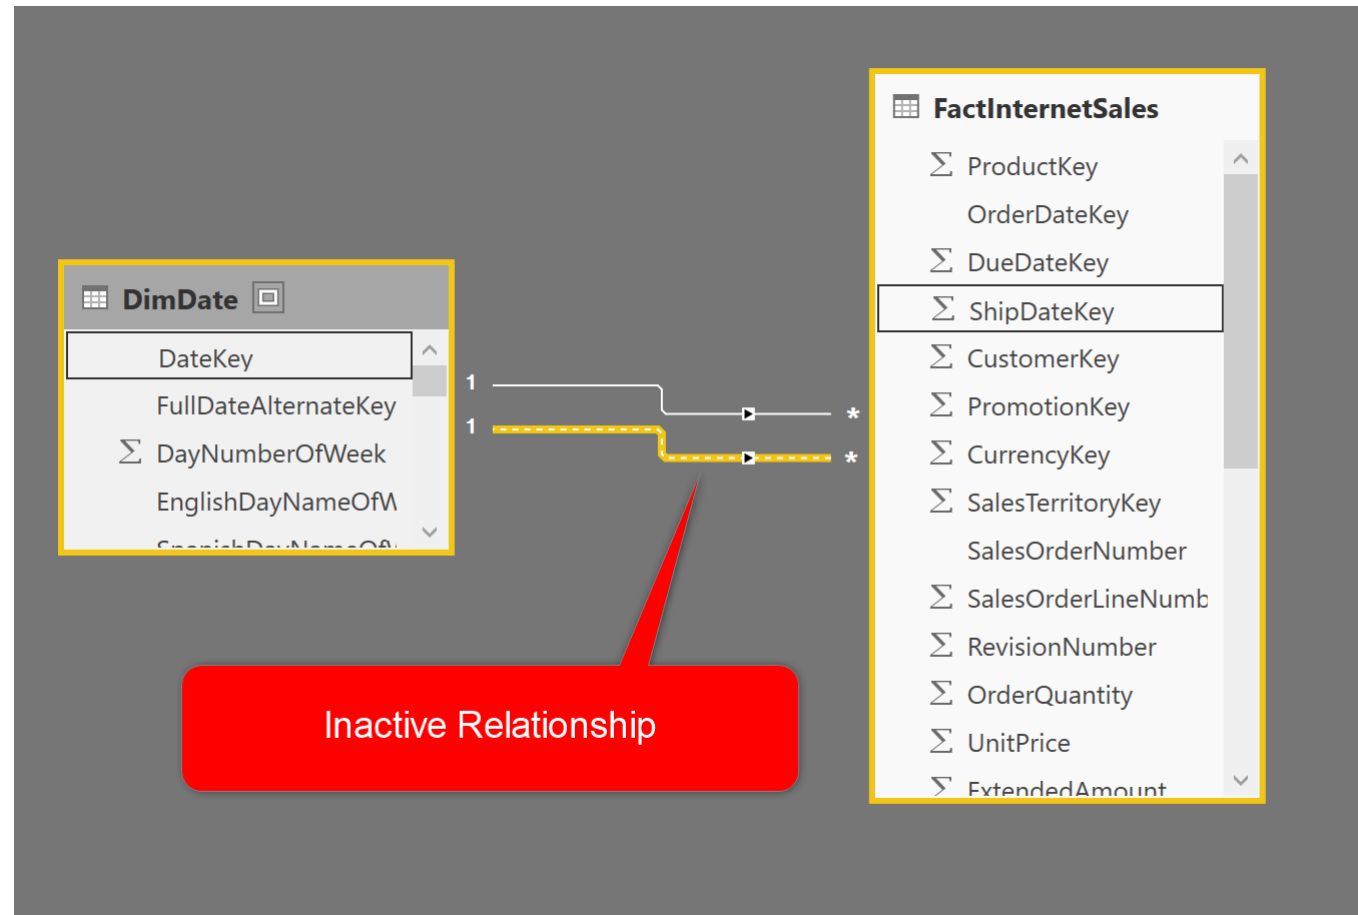 DimDate
DateKey
FullDateAlternateKey
DayNumberOfWeek
EnglishDayNameOfW
1
1
*
*
Inactive Relationship
FactInternetSales
ProductKey
OrderDateKey
DueDateKey
ShipDateKey
CustomerKey
PromotionKey
CurrencyKey
SalesTerritoryKey
SalesOrderNumber
SalesOrderLineNumb
RevisionNumber
OrderQuantity
UnitPrice
ExtendedAmount